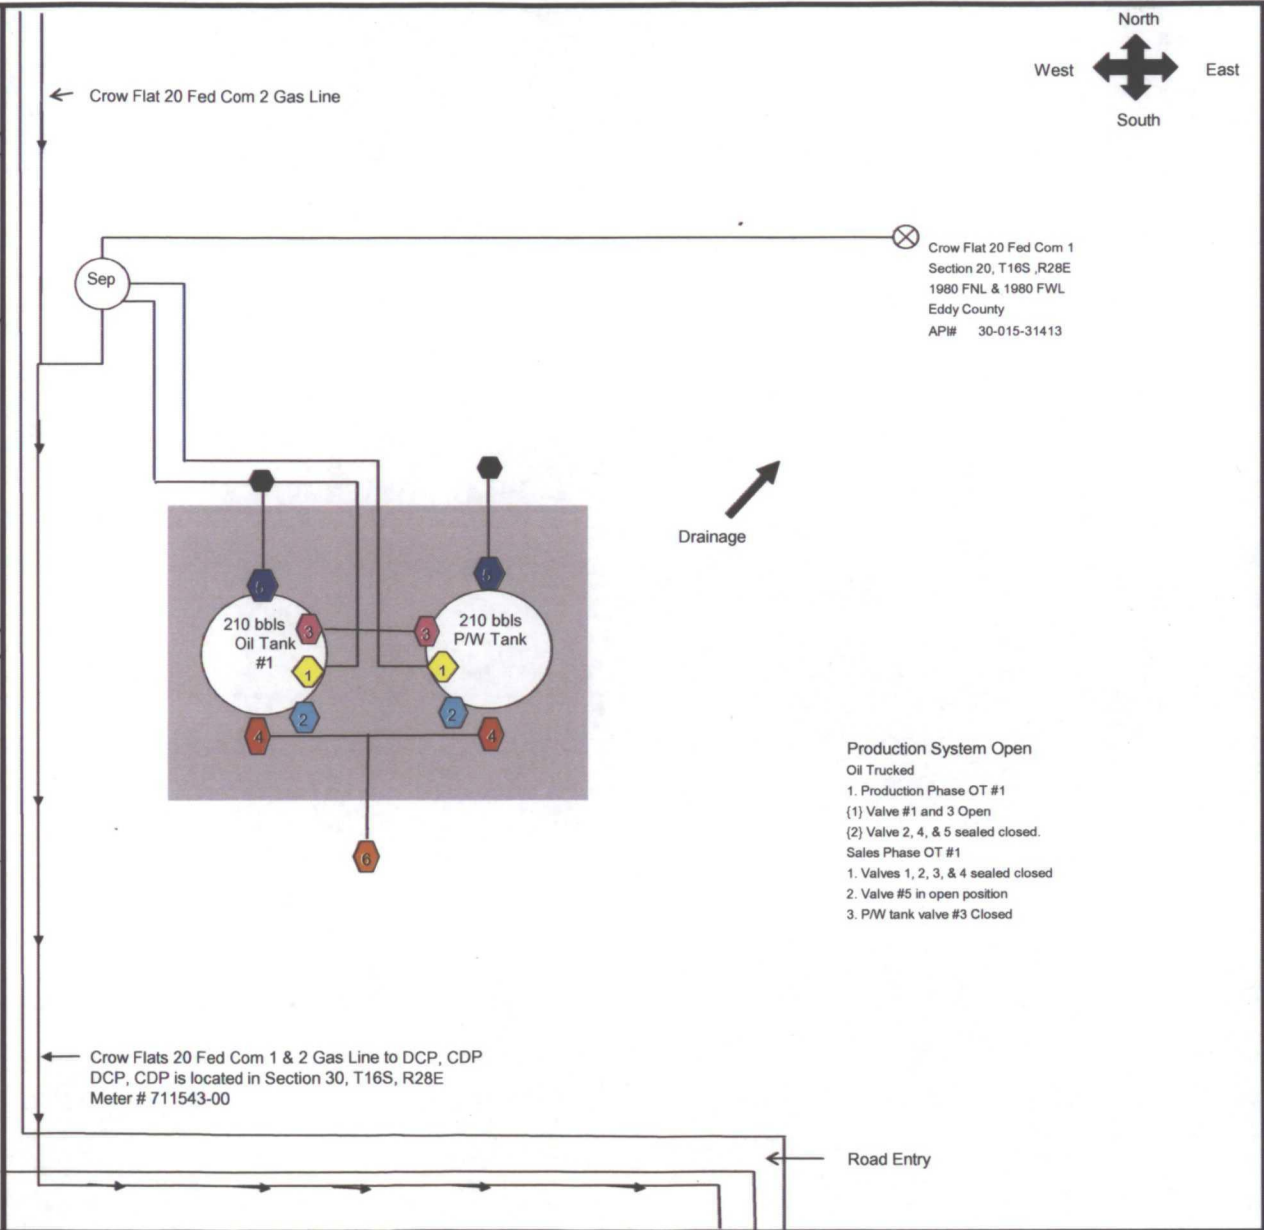 North
West
East
South
Crow Flat 20 Fed Com 2 Gas Line
Sep
Crow Flat 20 Fed Com 1
Section 20, T16S ,R28E
1980 FNL & 1980 FWL
Eddy County
API# 30-015-31413
Drainage
5
5
210 bbls
Oil Tank
#1
210 bbls
P/W Tank
3
3
1
1
2
2
4
4
6
Production System Open
Oil Trucked
1. Production Phase OT #1
{1} Valve #1 and 3 Open
{2} Valve 2, 4, & 5 sealed closed.
Sales Phase OT #1
1. Valves 1, 2, 3, & 4 sealed closed
2. Valve #5 in open position
3. P/W tank valve #3 Closed
Crow Flats 20 Fed Com 1 & 2 Gas Line to DCP, CDP
DCP, CDP is located in Section 30, T16S, R28E
Meter # 711543-00
Road Entry